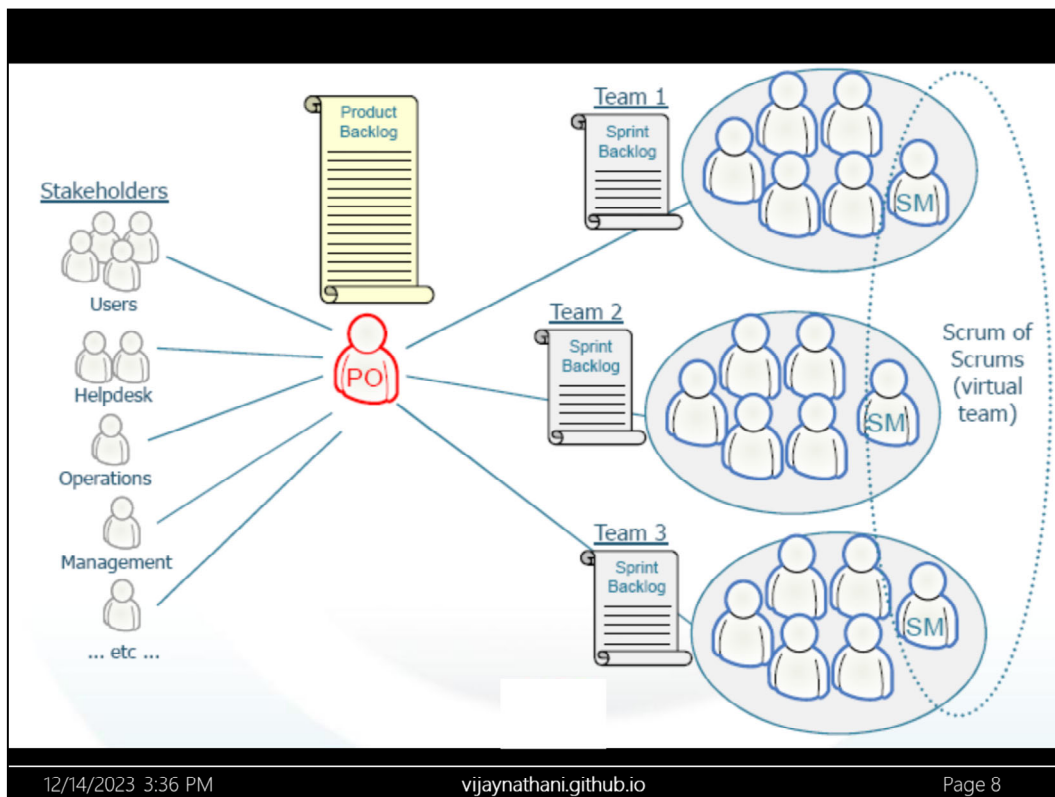 Stakeholders
Users
Helpdesk
Operations
Management
... etc ...
Product
Backlog
PO
Team 1
Sprint
Backlog
SM
Team 2
Sprint
Backlog
SM
Team 3
Sprint
Backlog
SM
Scrum of
Scrums
(virtual
team)
12/14/2023 3:36 PM
vijaynathani.github.io
Page 8